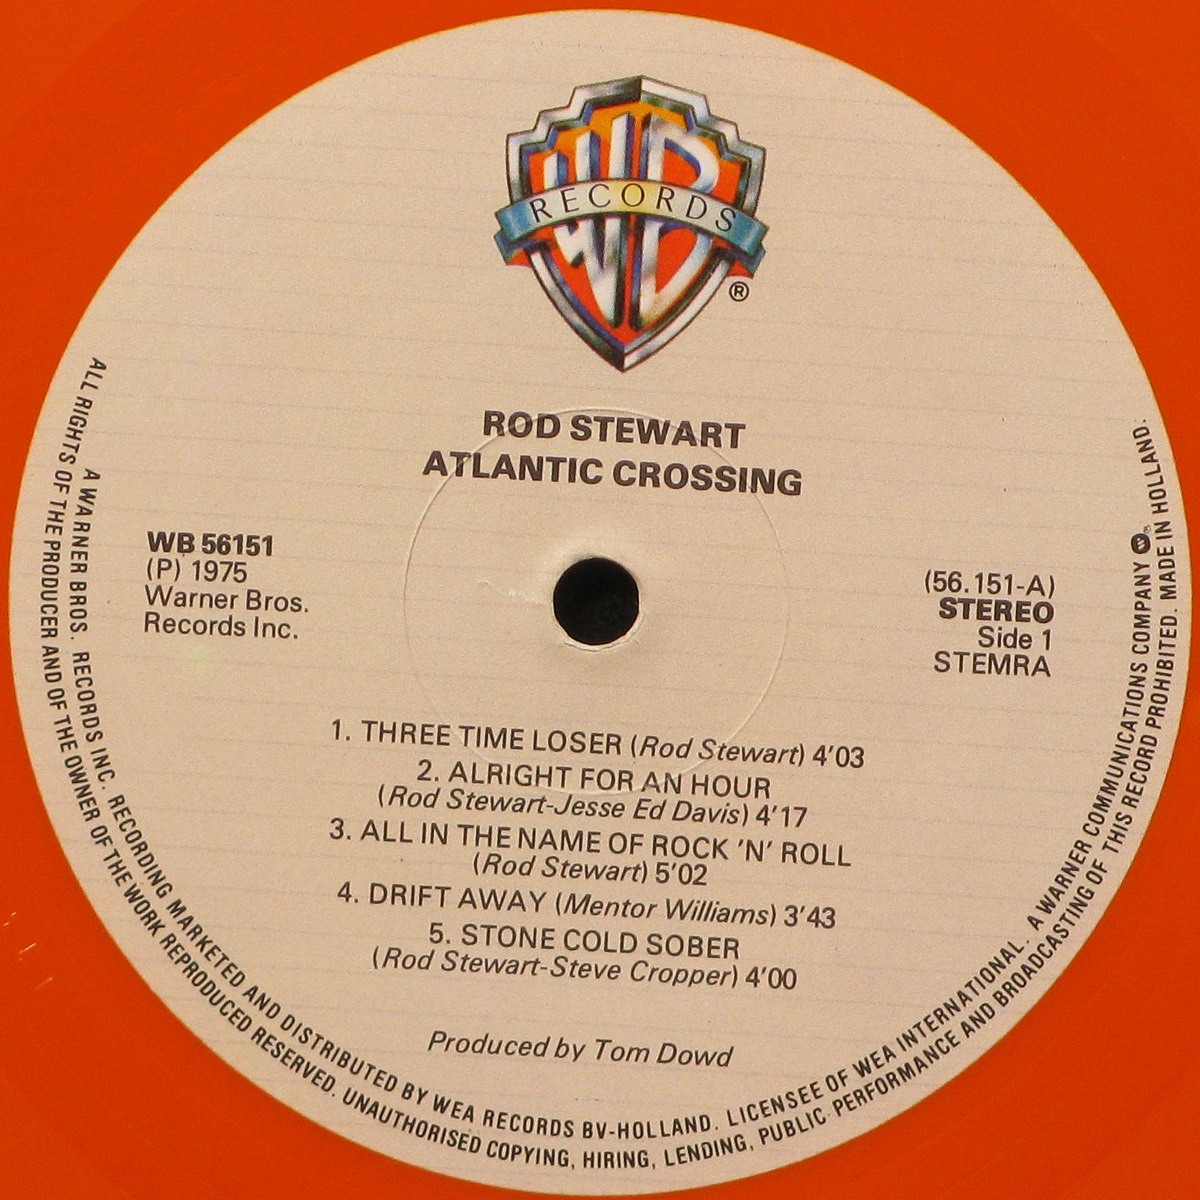 WB
RECORDS
®
ROD STEWART
ATLANTIC CROSSING
WB 56151
(P) 1975
Warner Bros.
Records Inc.
(56.151-A)
STEREO
Side 1
STEMRA
1. THREE TIME LOSER (Rod Stewart) 4'03
2. ALRIGHT FOR AN HOUR
(Rod Stewart-Jesse Ed Davis) 4'17
3. ALL IN THE NAME OF ROCK 'N' ROLL
(Rod Stewart) 5'02
4. DRIFT AWAY (Mentor Williams) 3'43
5. STONE COLD SOBER
(Rod Stewart-Steve Cropper) 4'00
Produced by Tom Dowd
A WARNER BROS. RECORDS INC. RECORDING MARKETED AND DISTRIBUTED BY WEA RECORDS BV-HOLLAND. LICENSEE OF WEA INTERNATIONAL. A WARNER COMMUNICATIONS COMPANY
ALL RIGHTS OF THE PRODUCER AND OF THE OWNER OF THE WORK REPRODUCED RESERVED. UNAUTHORISED COPYING, HIRING, LENDING, PUBLIC PERFORMANCE AND BROADCASTING OF THIS RECORD PROHIBITED. MADE IN HOLLAND.